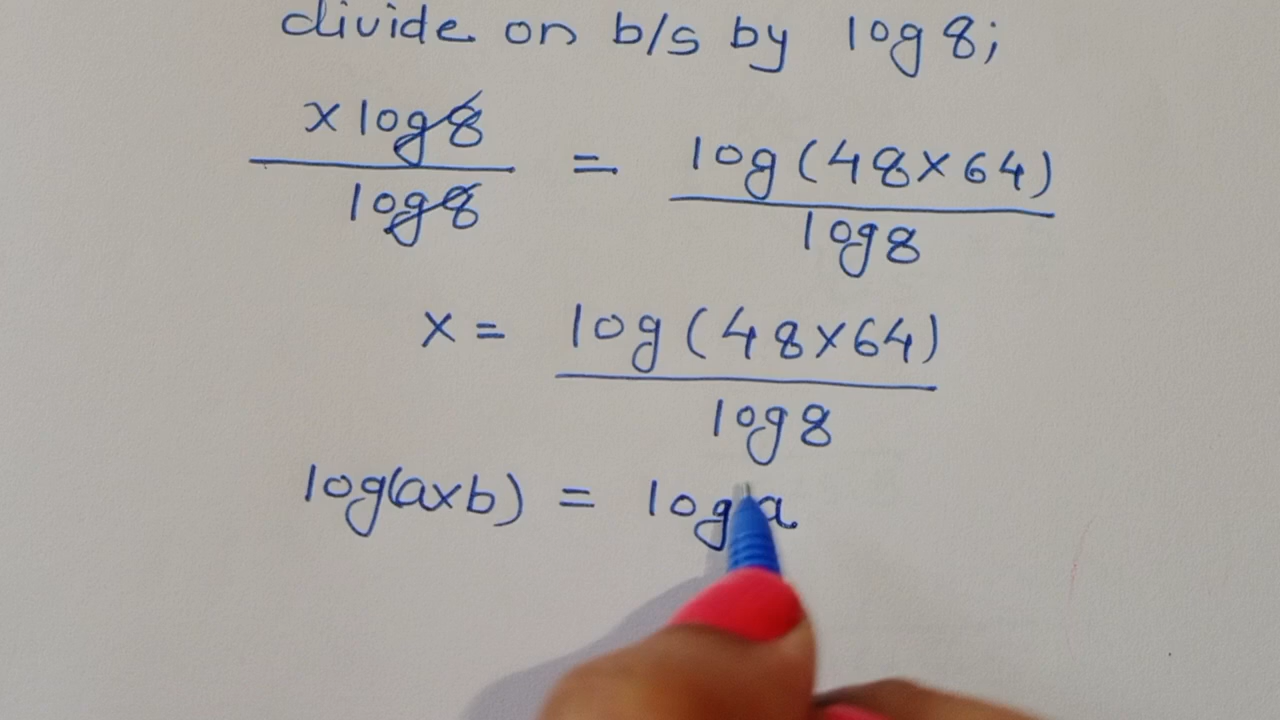 divide on b/s by log 8;
x log 8 / log 8 = log (48×64) / log 8
x = log (48×64) / log 8
log(a×b) = log a